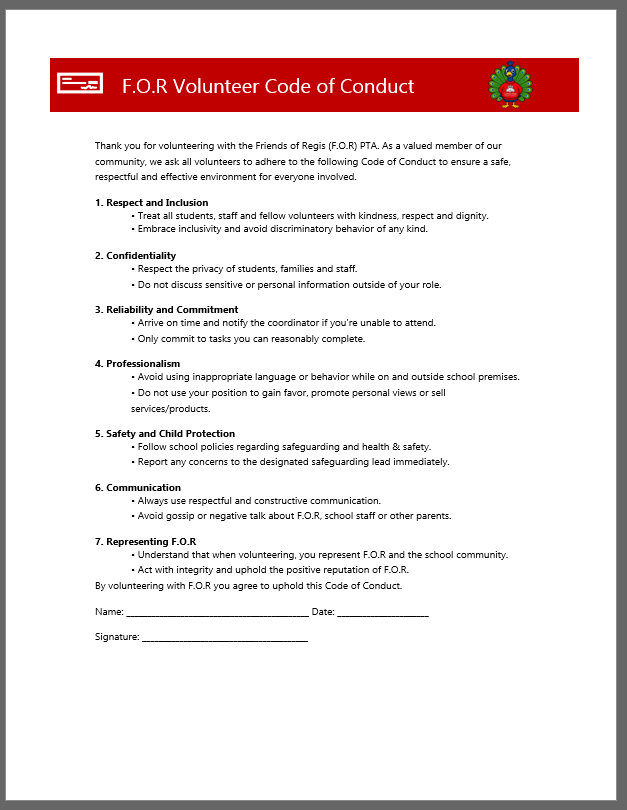 F.O.R Volunteer Code of Conduct
Thank you for volunteering with the Friends of Regis (F.O.R) PTA. As a valued member of our
community, we ask all volunteers to adhere to the following Code of Conduct to ensure a safe,
respectful and effective environment for everyone involved.
1. Respect and Inclusion
• Treat all students, staff and fellow volunteers with kindness, respect and dignity.
• Embrace inclusivity and avoid discriminatory behavior of any kind.
2. Confidentiality
• Respect the privacy of students, families and staff.
• Do not discuss sensitive or personal information outside of your role.
3. Reliability and Commitment
• Arrive on time and notify the coordinator if you're unable to attend.
• Only commit to tasks you can reasonably complete.
4. Professionalism
• Avoid using inappropriate language or behavior while on and outside school premises.
• Do not use your position to gain favor, promote personal views or sell
services/products.
5. Safety and Child Protection
• Follow school policies regarding safeguarding and health & safety.
• Report any concerns to the designated safeguarding lead immediately.
6. Communication
• Always use respectful and constructive communication.
• Avoid gossip or negative talk about F.O.R, school staff or other parents.
7. Representing F.O.R
• Understand that when volunteering, you represent F.O.R and the school community.
• Act with integrity and uphold the positive reputation of F.O.R.
By volunteering with F.O.R you agree to uphold this Code of Conduct.
Name: ______________________________________ Date: ___________________
Signature: ___________________________________